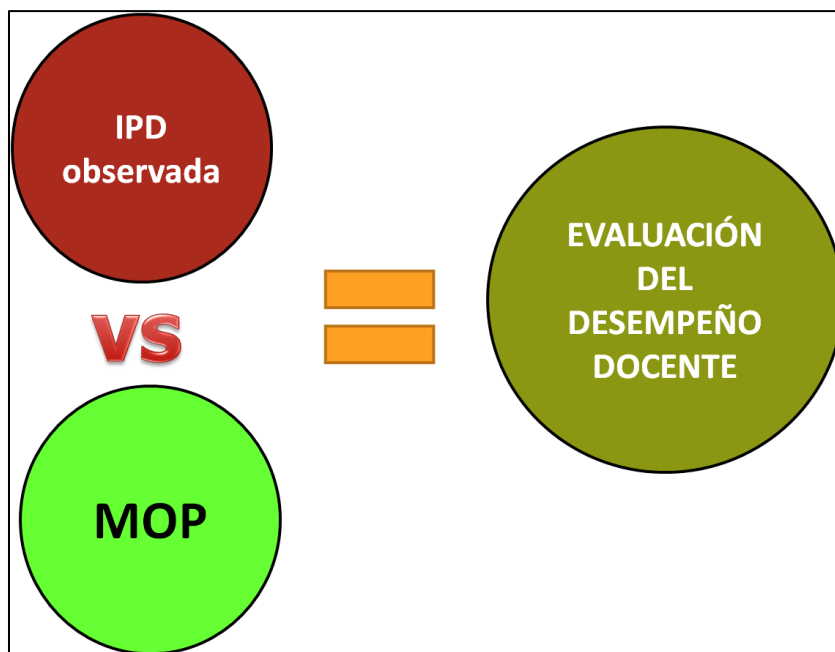 IPD
observada
VS
MOP
EVALUACIÓN
DEL
DESEMPEÑO
DOCENTE